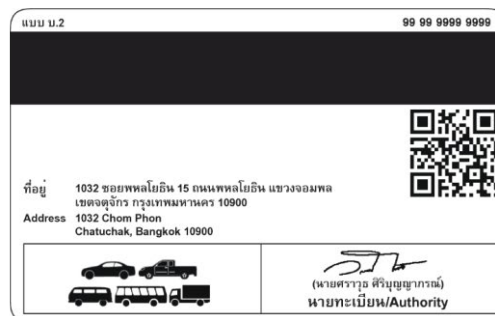 แบบ บ.2
99 99 9999 9999
ที่อยู่ 1032 ซอยพหลโยธิน 15 ถนนพหลโยธิน แขวงจอมพล
เขตจตุจักร กรุงเทพมหานคร 10900
Address 1032 Chom Phon
Chatuchak, Bangkok 10900
(นายศราวุธ ศิริบุญญาภรณ์)
นายทะเบียน/Authority